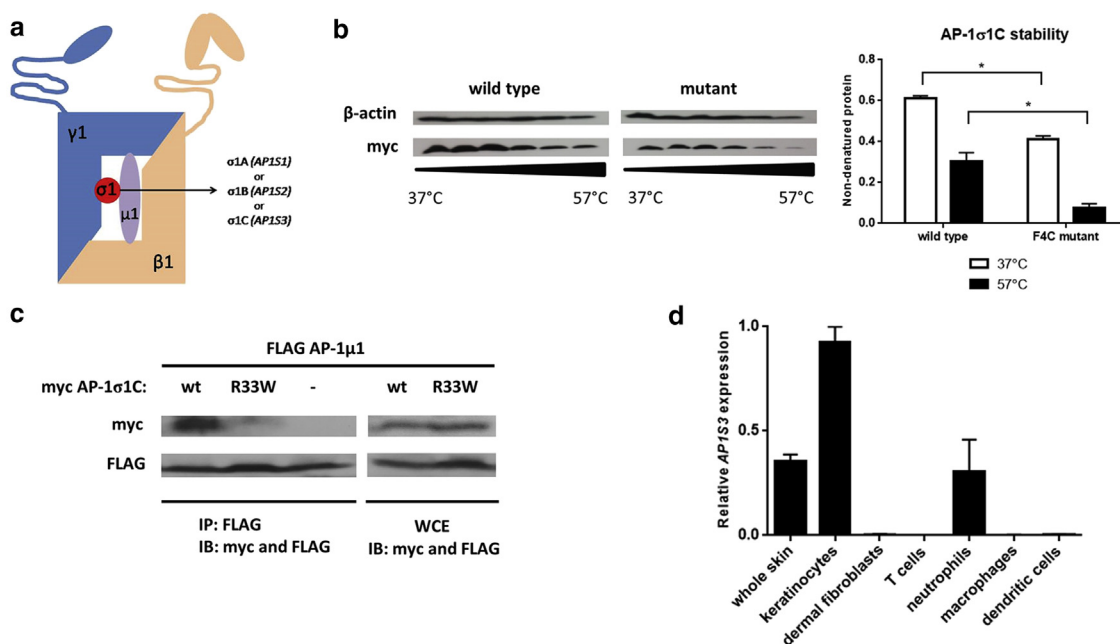 a
γ1
σ1
μ1
β1
σ1A (AP1S1)
or
σ1B (AP1S2)
or
σ1C (AP1S3)
b
wild type
mutant
β-actin
myc
37°C
57°C
37°C
57°C
AP-1σ1C stability
*
*
Non-denatured protein
0.8
0.6
0.4
0.2
0.0
wild type
F4C mutant
37°C
57°C
c
FLAG AP-1μ1
myc AP-1σ1C:
wt
R33W
-
wt
R33W
myc
FLAG
IP: FLAG
IB: myc and FLAG
WCE
IB: myc and FLAG
d
Relative AP1S3 expression
1.0
0.5
0.0
whole skin
keratinocytes
dermal fibroblasts
T cells
neutrophils
macrophages
dendritic cells